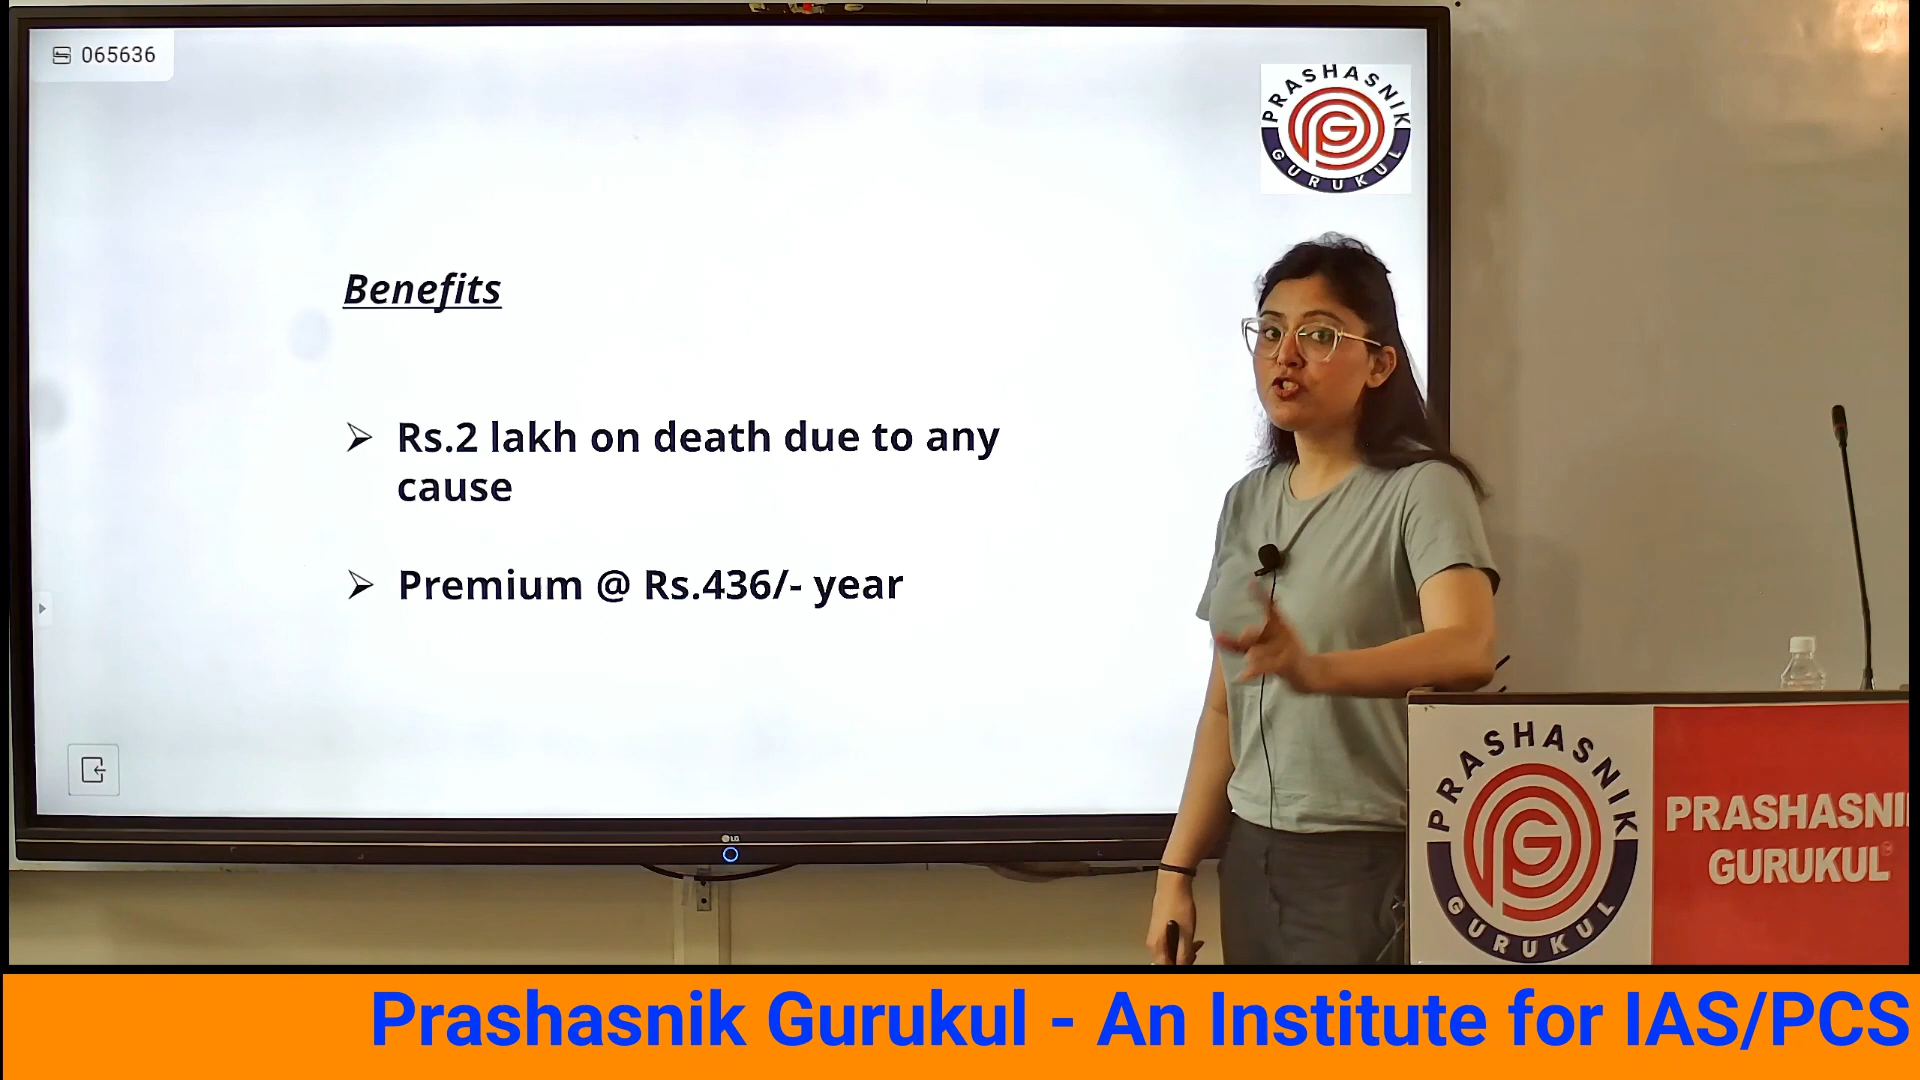 065636
PRASHASNIK
GURUKUL
Benefits
➢ Rs.2 lakh on death due to any
cause
➢ Premium @ Rs.436/- year
LG
PRASHASNIK
GURUKUL
PRASHASNI
GURUKUL
Prashasnik Gurukul - An Institute for IAS/PCS